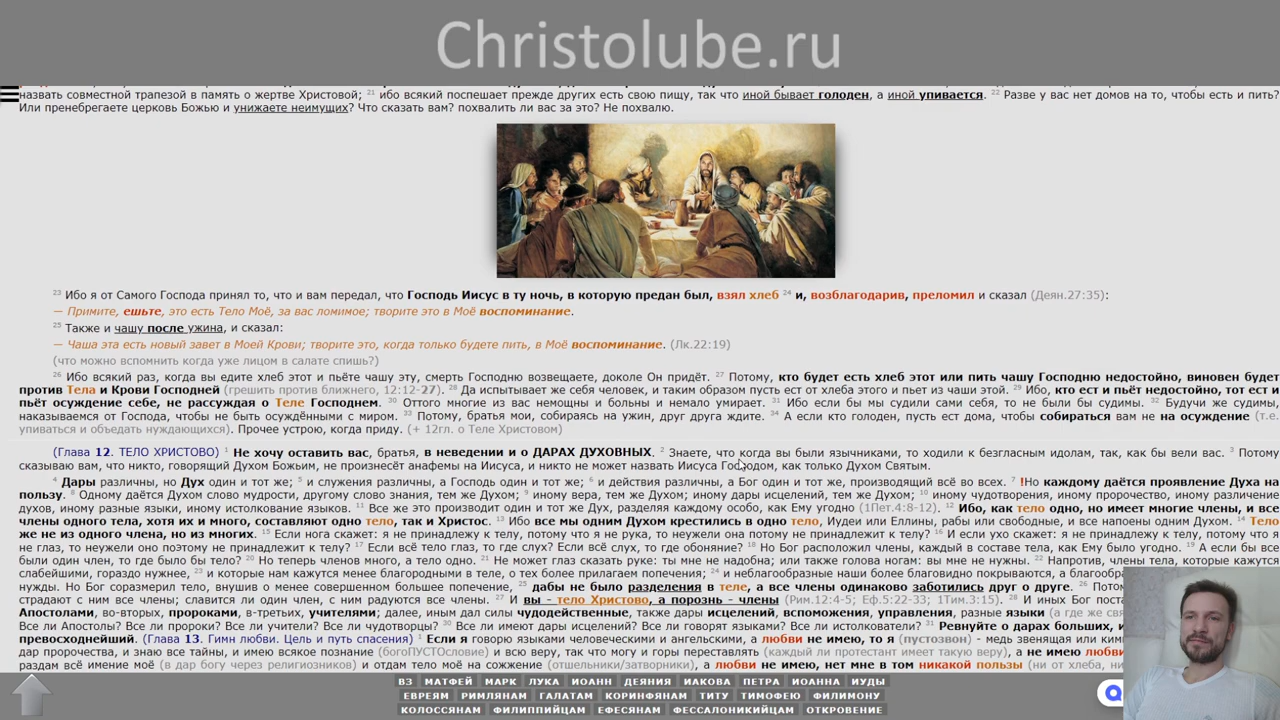 Christolube.ru
назвать совместной трапезой в память о жертве Христовой; 21 ибо всякий поспешает прежде других есть свою пищу, так что иной бывает голоден, а иной упивается. 22 Разве у вас нет домов на то, чтобы есть и пить?
Или пренебрегаете церковь Божью и унижаете неимущих? Что сказать вам? похвалить ли вас за это? Не похвалю.
23 Ибо я от Самого Господа принял то, что и вам передал, что Господь Иисус в ту ночь, в которую предан был, взял хлеб 24 и, возблагодарив, преломил и сказал (Деян.27:35):
— Примите, ешьте, это есть Тело Моё, за вас ломимое; творите это в Моё воспоминание.
25 Также и чашу после ужина, и сказал:
— Чаша эта есть новый завет в Моей Крови; творите это, когда только будете пить, в Моё воспоминание. (Лк.22:19)
(что можно вспомнить когда уже лицом в салате спишь?)
26 Ибо всякий раз, когда вы едите хлеб этот и пьёте чашу эту, смерть Господню возвещаете, доколе Он придёт. 27 Потому, кто будет есть хлеб этот или пить чашу Господню недостойно, виновен будет
против Тела и Крови Господней (грешить против ближнего, 12:12-27). 28 Да испытывает же себя человек, и таким образом пусть ест от хлеба этого и пьет из чаши этой. 29 Ибо, кто ест и пьёт недостойно, тот ест и
пьёт осуждение себе, не рассуждая о Теле Господнем. 30 Оттого многие из вас немощны и больны и немало умирает. 31 Ибо если бы мы судили сами себя, то не были бы судимы. 32 Будучи же судимы,
наказываемся от Господа, чтобы не быть осуждёнными с миром. 33 Потому, братья мои, собираясь на ужин, друг друга ждите. 34 А если кто голоден, пусть ест дома, чтобы собираться вам не на осуждение (т.е.
упиваться и объедать нуждающихся). Прочее устрою, когда приду. (+ 12гл. о Теле Христовом)
(Глава 12. ТЕЛО ХРИСТОВО) 1 Не хочу оставить вас, братья, в неведении и о ДАРАХ ДУХОВНЫХ. 2 Знаете, что когда вы были язычниками, то ходили к безгласным идолам, так, как бы вели вас. 3 Потому
сказываю вам, что никто, говорящий Духом Божьим, не произнесёт анафемы на Иисуса, и никто не может назвать Иисуса Господом, как только Духом Святым.
4 Дары различны, но Дух один и тот же; 5 и служения различны, а Господь один и тот же; 6 и действия различны, а Бог один и тот же, производящий всё во всех. 7 !Но каждому даётся проявление Духа на
пользу. 8 Одному даётся Духом слово мудрости, другому слово знания, тем же Духом; 9 иному вера, тем же Духом; иному дары исцелений, тем же Духом; 10 иному чудотворения, иному пророчество, иному различение
духов, иному разные языки, иному истолкование языков. 11 Все же это производит один и тот же Дух, разделяя каждому особо, как Ему угодно (1Пет.4:8-12). 12 Ибо, как тело одно, но имеет многие члены, и все
члены одного тела, хотя их и много, составляют одно тело, так и Христос. 13 Ибо все мы одним Духом крестились в одно тело, Иудеи или Еллины, рабы или свободные, и все напоены одним Духом. 14 Тело
же не из одного члена, но из многих. 15 Если нога скажет: я не принадлежу к телу, потому что я не рука, то неужели она потому не принадлежит к телу? 16 И если ухо скажет: я не принадлежу к телу, потому что я
не глаз, то неужели оно поэтому не принадлежит к телу? 17 Если всё тело глаз, то где слух? Если всё слух, то где обоняние? 18 Но Бог расположил члены, каждый в составе тела, как Ему было угодно. 19 А если бы все
были один член, то где было бы тело? 20 Но теперь членов много, а тело одно. 21 Не может глаз сказать руке: ты мне не надобна; или также голова ногам: вы мне не нужны. 22 Напротив, члены тела, которые кажутся
слабейшими, гораздо нужнее, 23 и которые нам кажутся менее благородными в теле, о тех более прилагаем попечения; 24 и неблагообразные наши более благовидно покрываются, а
нужды. Но Бог соразмерил тело, внушив о менее совершенном большее попечение, 25 дабы не было разделения в теле, а все члены одинаково заботились друг о друге. 26
страдают с ним все члены; славится ли один член, с ним радуются все члены. 27 И вы - тело Христово, а порознь - члены (Рим.12:4-5; Еф.5:22-33; 1Тим.3:15). 28 И иных Бог
Апостолами, во-вторых, пророками, в-третьих, учителями; далее, иным дал силы чудодейственные, также дары исцелений, вспоможения, управления, разные языки (а где же
Все ли Апостолы? Все ли пророки? Все ли учители? Все ли чудотворцы? 30 Все ли имеют дары исцелений? Все ли говорят языками? Все ли истолкователи? 31 Ревнуйте о дарах больших, и
превосходнейший. (Глава 13. Гимн любви. Цель и путь спасения) 1 Если я говорю языками человеческими и ангельскими, а любви не имею, то я (пустозвон) - медь звенящая или
дар пророчества, и знаю все тайны, и имею всякое познание (богоПУСТОсловие) и всю веру, так что могу и горы переставлять (каждый ли протестант имеет такую веру), а не имею
раздам всё имение моё (в дар богу через религиозников) и отдам тело моё на сожжение (отшельники/затворники), а любви не имею, нет мне в том никакой пользы (ни от хлеба, ни
ВЗ МАТФЕЙ МАРК ЛУКА ИОАНН ДЕЯНИЯ ИАКОВА ПЕТРА ИОАННА ИУДЫ
ЕВРЕЯМ РИМЛЯНАМ ГАЛАТАМ КОРИНФЯНАМ ТИТУ ТИМОФЕЮ ФИЛИМОНУ
КОЛОССЯНАМ ФИЛИППИЙЦАМ ЕФЕСЯНАМ ФЕССАЛОНИКИЙЦАМ ОТКРОВЕНИЕ